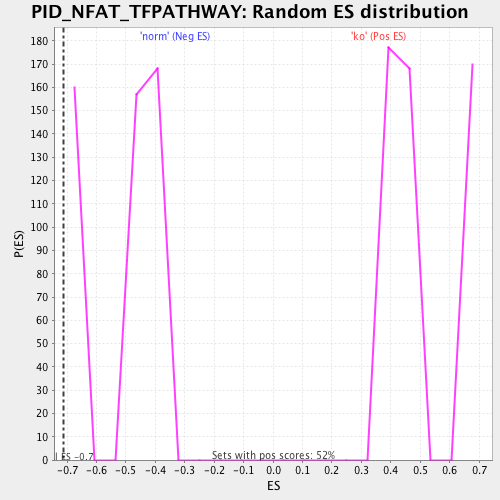 PID_NFAT_TFPATHWAY: Random ES distribution
'norm' (Neg ES)
'ko' (Pos ES)
180
170
160
150
140
130
120
110
100
90
80
70
60
50
40
30
20
10
0
P(ES)
ES -0.7
Sets with pos scores: 52%
-0.7 -0.6 -0.5 -0.4 -0.3 -0.2 -0.1 0.0 0.1 0.2 0.3 0.4 0.5 0.6 0.7
ES